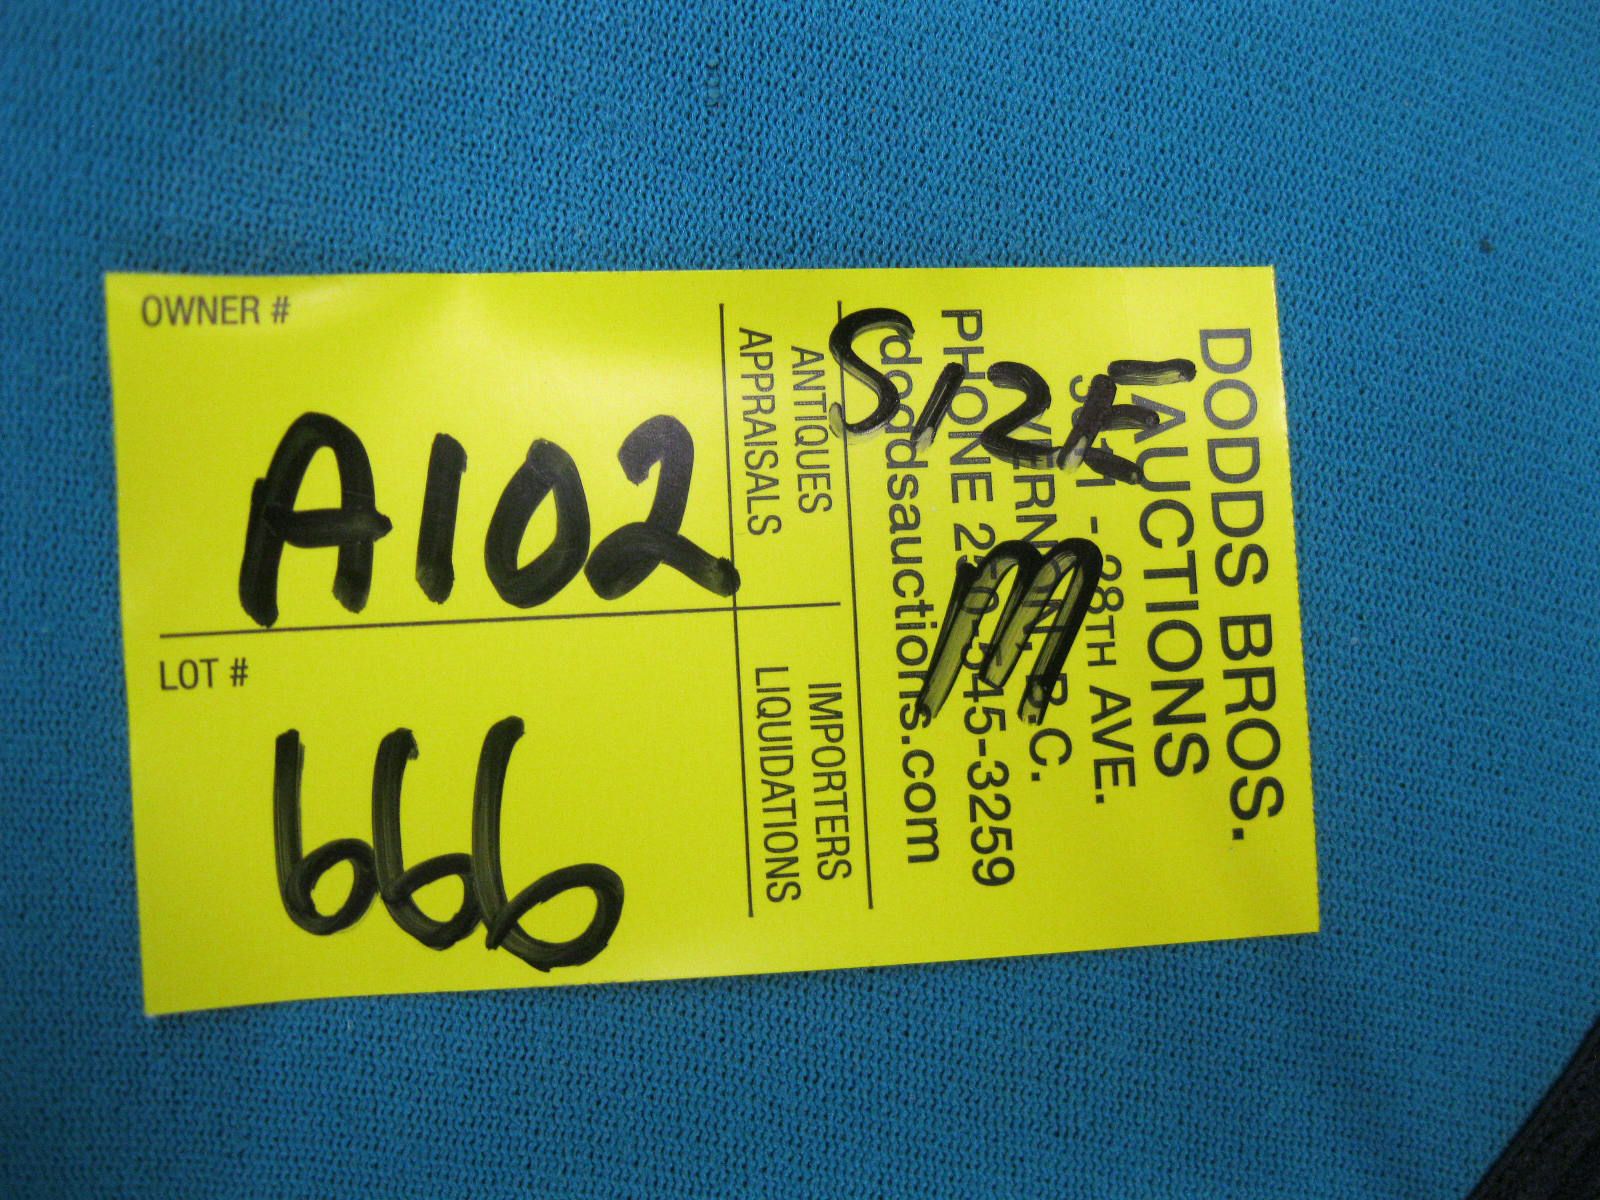 OWNER #
A102
LOT #
666
ANTIQUES
APPRAISALS
IMPORTERS
LIQUIDATIONS
SIZE
M
DODDS BROS.
AUCTIONS
- 28TH AVE.
B.C.
PHONE 250-545-3259
doddsauctions.com